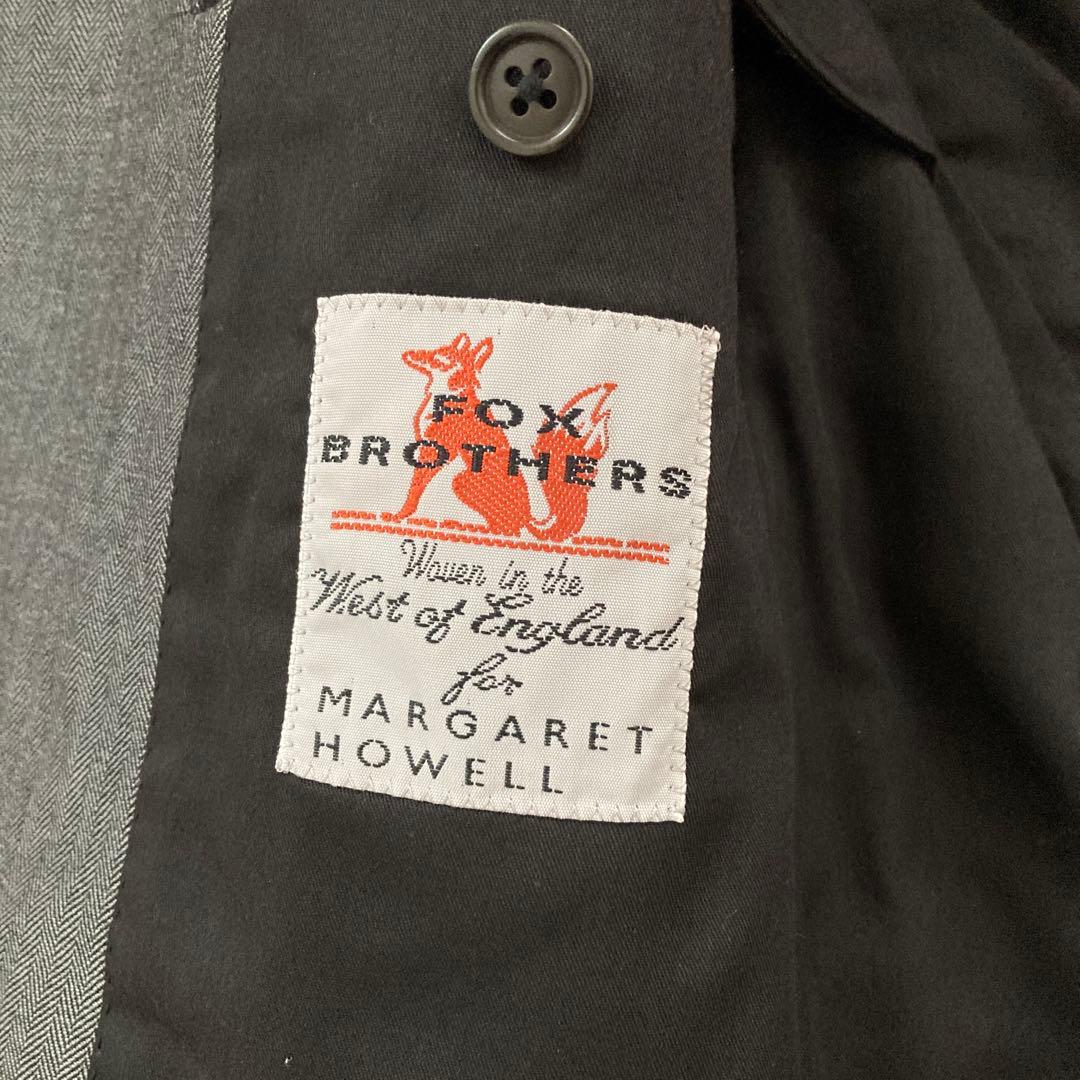 FOX
BROTHERS
Woven in the
West of England
for
MARGARET
HOWELL